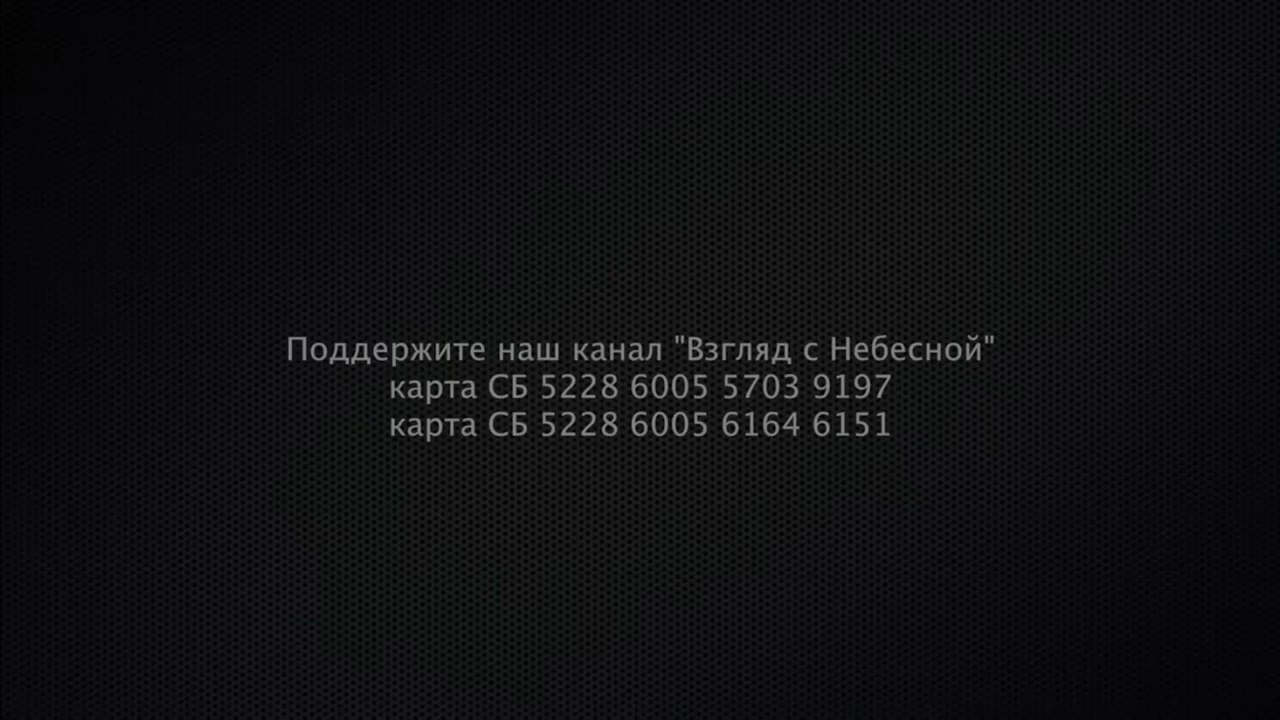 Поддержите наш канал "Взгляд с Небесной"
карта СБ 5228 6005 5703 9197
карта СБ 5228 6005 6164 6151